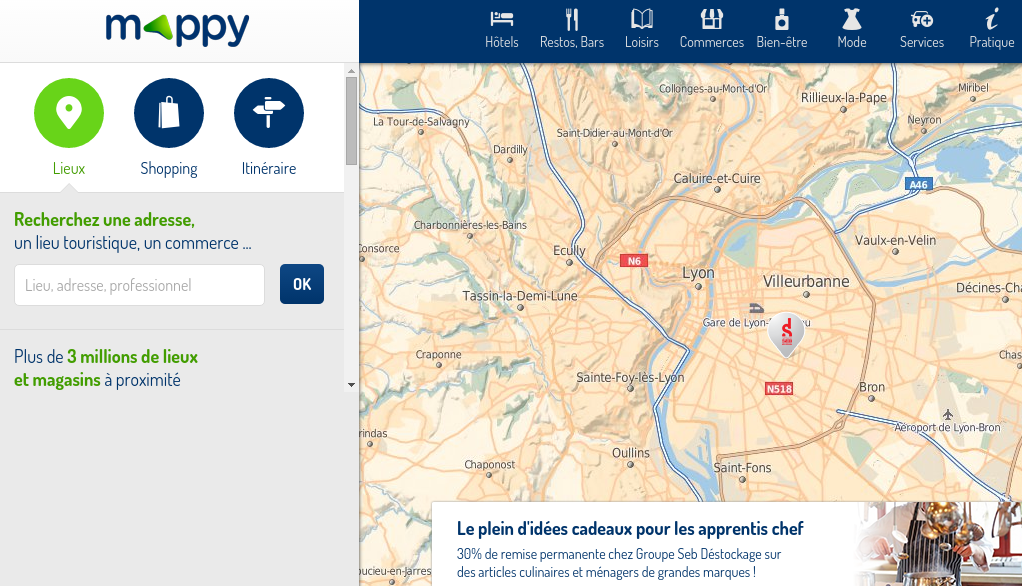 mappy
Hôtels
Restos, Bars
Loisirs
Commerces
Bien-être
Mode
Services
Pratique
Lieux
Shopping
Itinéraire
Recherchez une adresse,
un lieu touristique, un commerce ...
Lieu, adresse, professionnel
OK
Plus de 3 millions de lieux
et magasins à proximité
Collonges-au-Mont-d'Or
Rillieux-la-Pape
Miribel
La Tour-de-Salvagny
Neyron
Saint-Didier-au-Mont-d'Or
Dardilly
Caluire-et-Cuire
A46
Charbonnières-les-Bains
Vaulx-en-Velin
Consorce
Ecully
N6
Lyon
Villeurbanne
Décines-Cha
Tassin-la-Demi-Lune
Gare de Lyon-
eu
SEB
Craponne
Chas
Sainte-Foy-lès-Lyon
N518
Bron
Aéroport de Lyon-Bron
rindas
Oullins
Chaponost
Saint-Fons
Le plein d'idées cadeaux pour les apprentis chef
30% de remise permanente chez Groupe Seb Déstockage sur
des articles culinaires et ménagers de grandes marques !
oucieu-en-Jarres